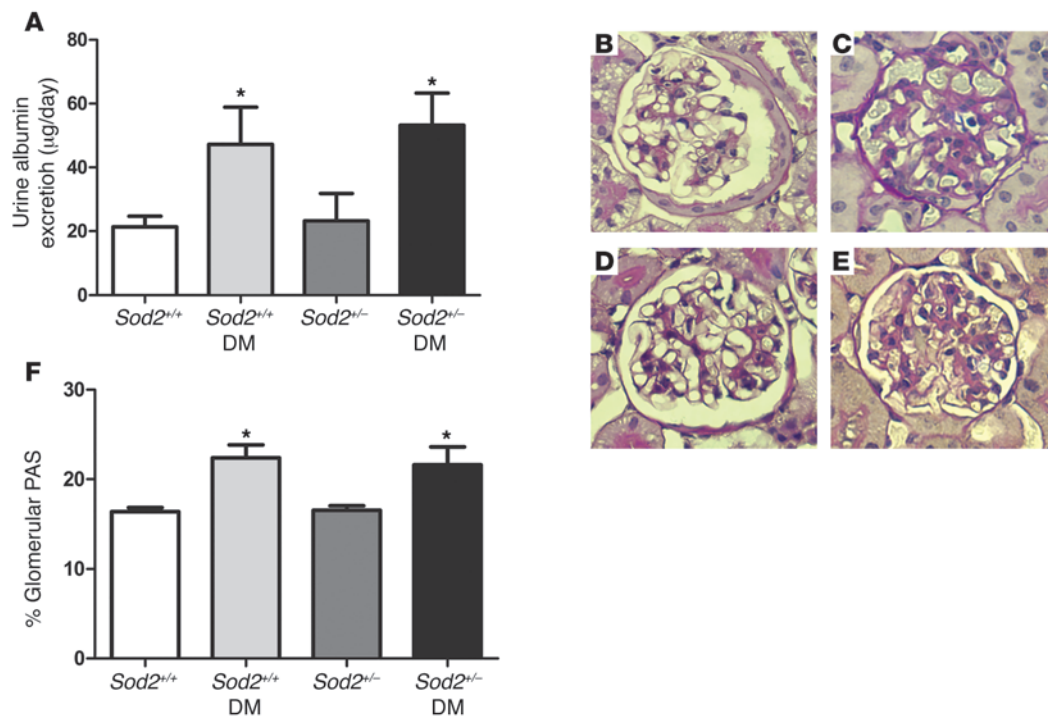 A
80
60
40
20
0
Urine albumin
excretion (μg/day)
*
*
Sod2+/+
Sod2+/+
DM
Sod2+/−
Sod2+/−
DM
B
C
D
E
F
30
20
10
0
% Glomerular PAS
*
*
Sod2+/+
Sod2+/+
DM
Sod2+/−
Sod2+/−
DM